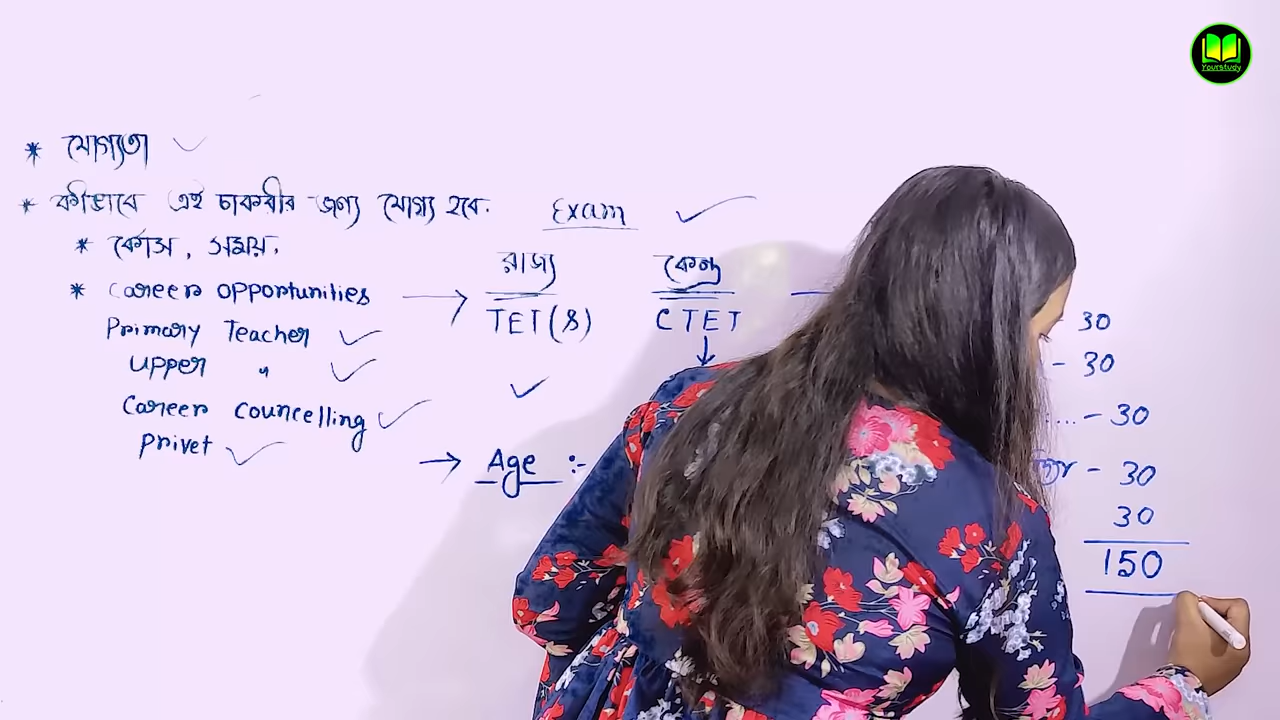 Yourstudy
* যোগ্যতা
* কীভাবে এই চাকরীর জন্য যোগ্য হবে. Exam
* কোর্স, সময়.
* Career opportunities → রাজ্য কেন্দ্র
TET(S) CTET 30
Primary Teacher
Upper " - 30
Career councelling ... - 30
Privet
→ Age :- - 30
30
150